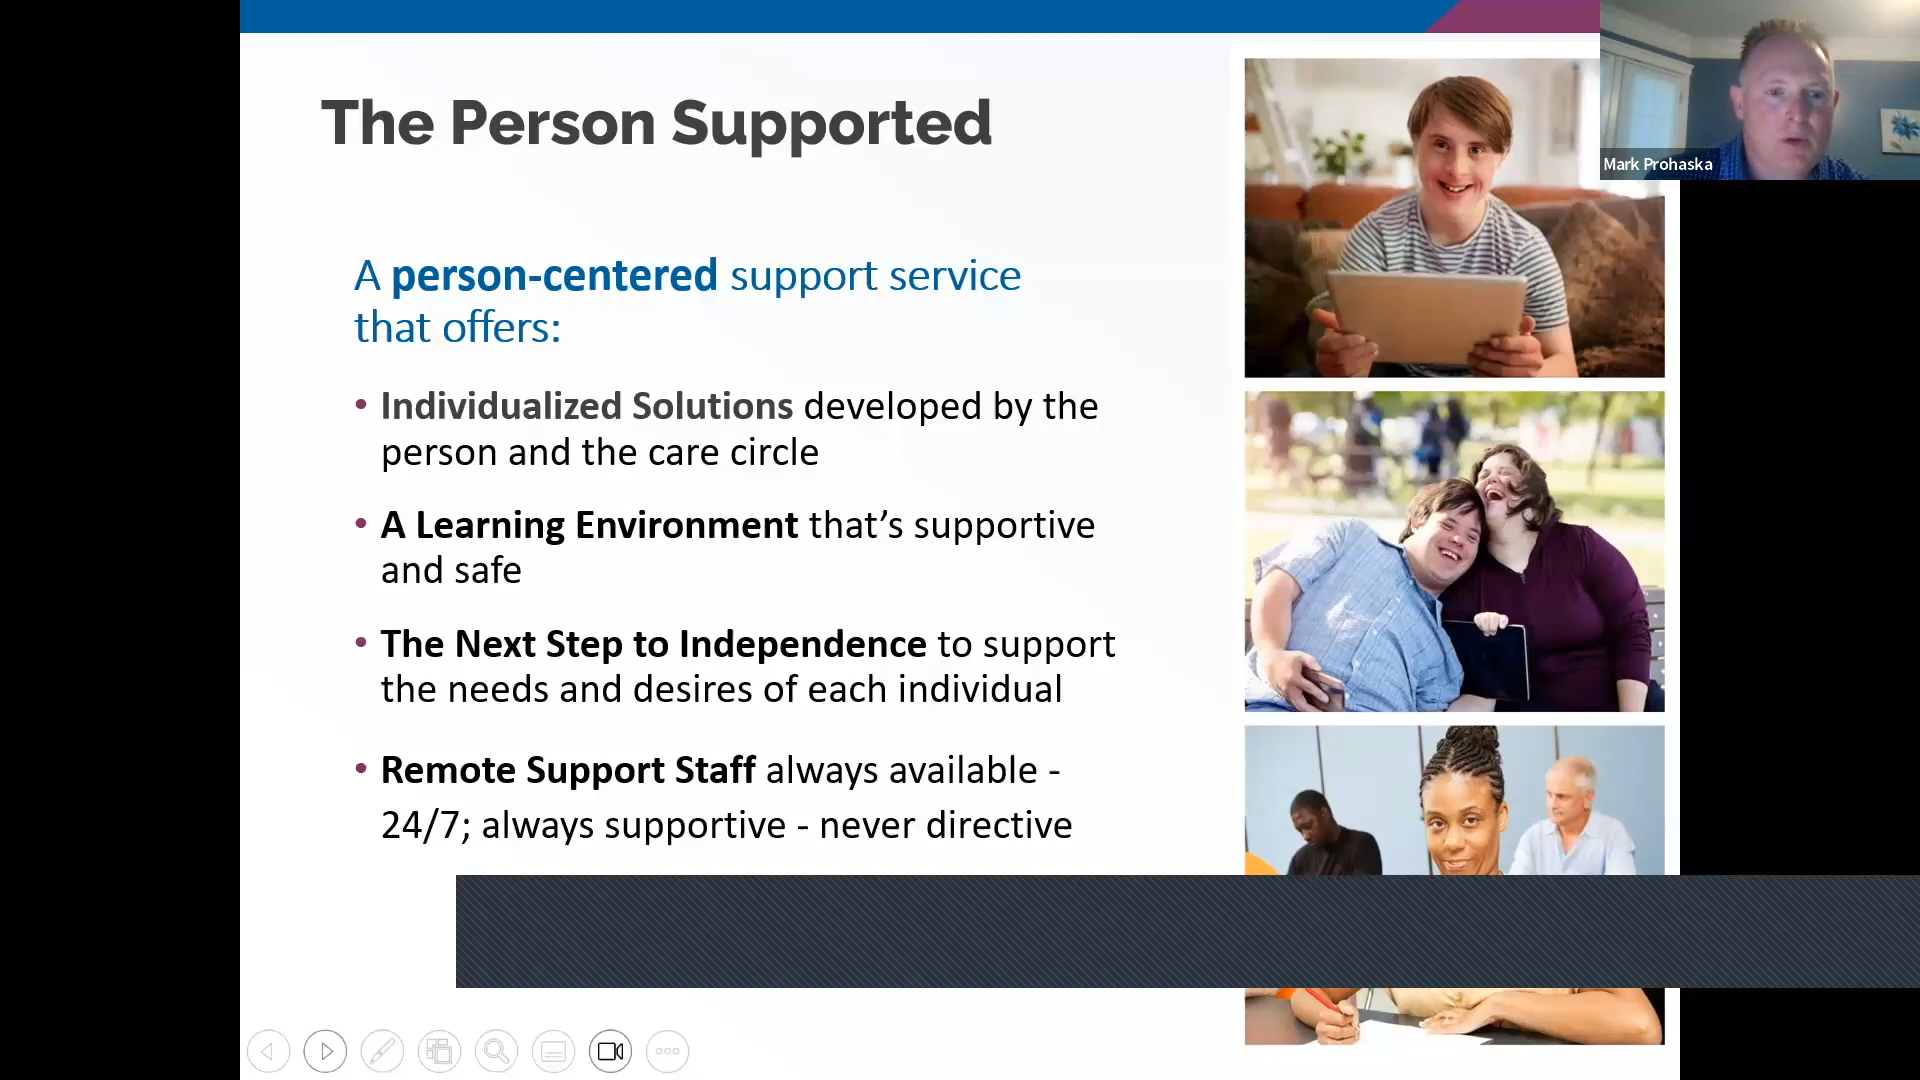 The Person Supported
Mark Prohaska
A person-centered support service
that offers:
• Individualized Solutions developed by the
person and the care circle
• A Learning Environment that’s supportive
and safe
• The Next Step to Independence to support
the needs and desires of each individual
• Remote Support Staff always available -
24/7; always supportive - never directive